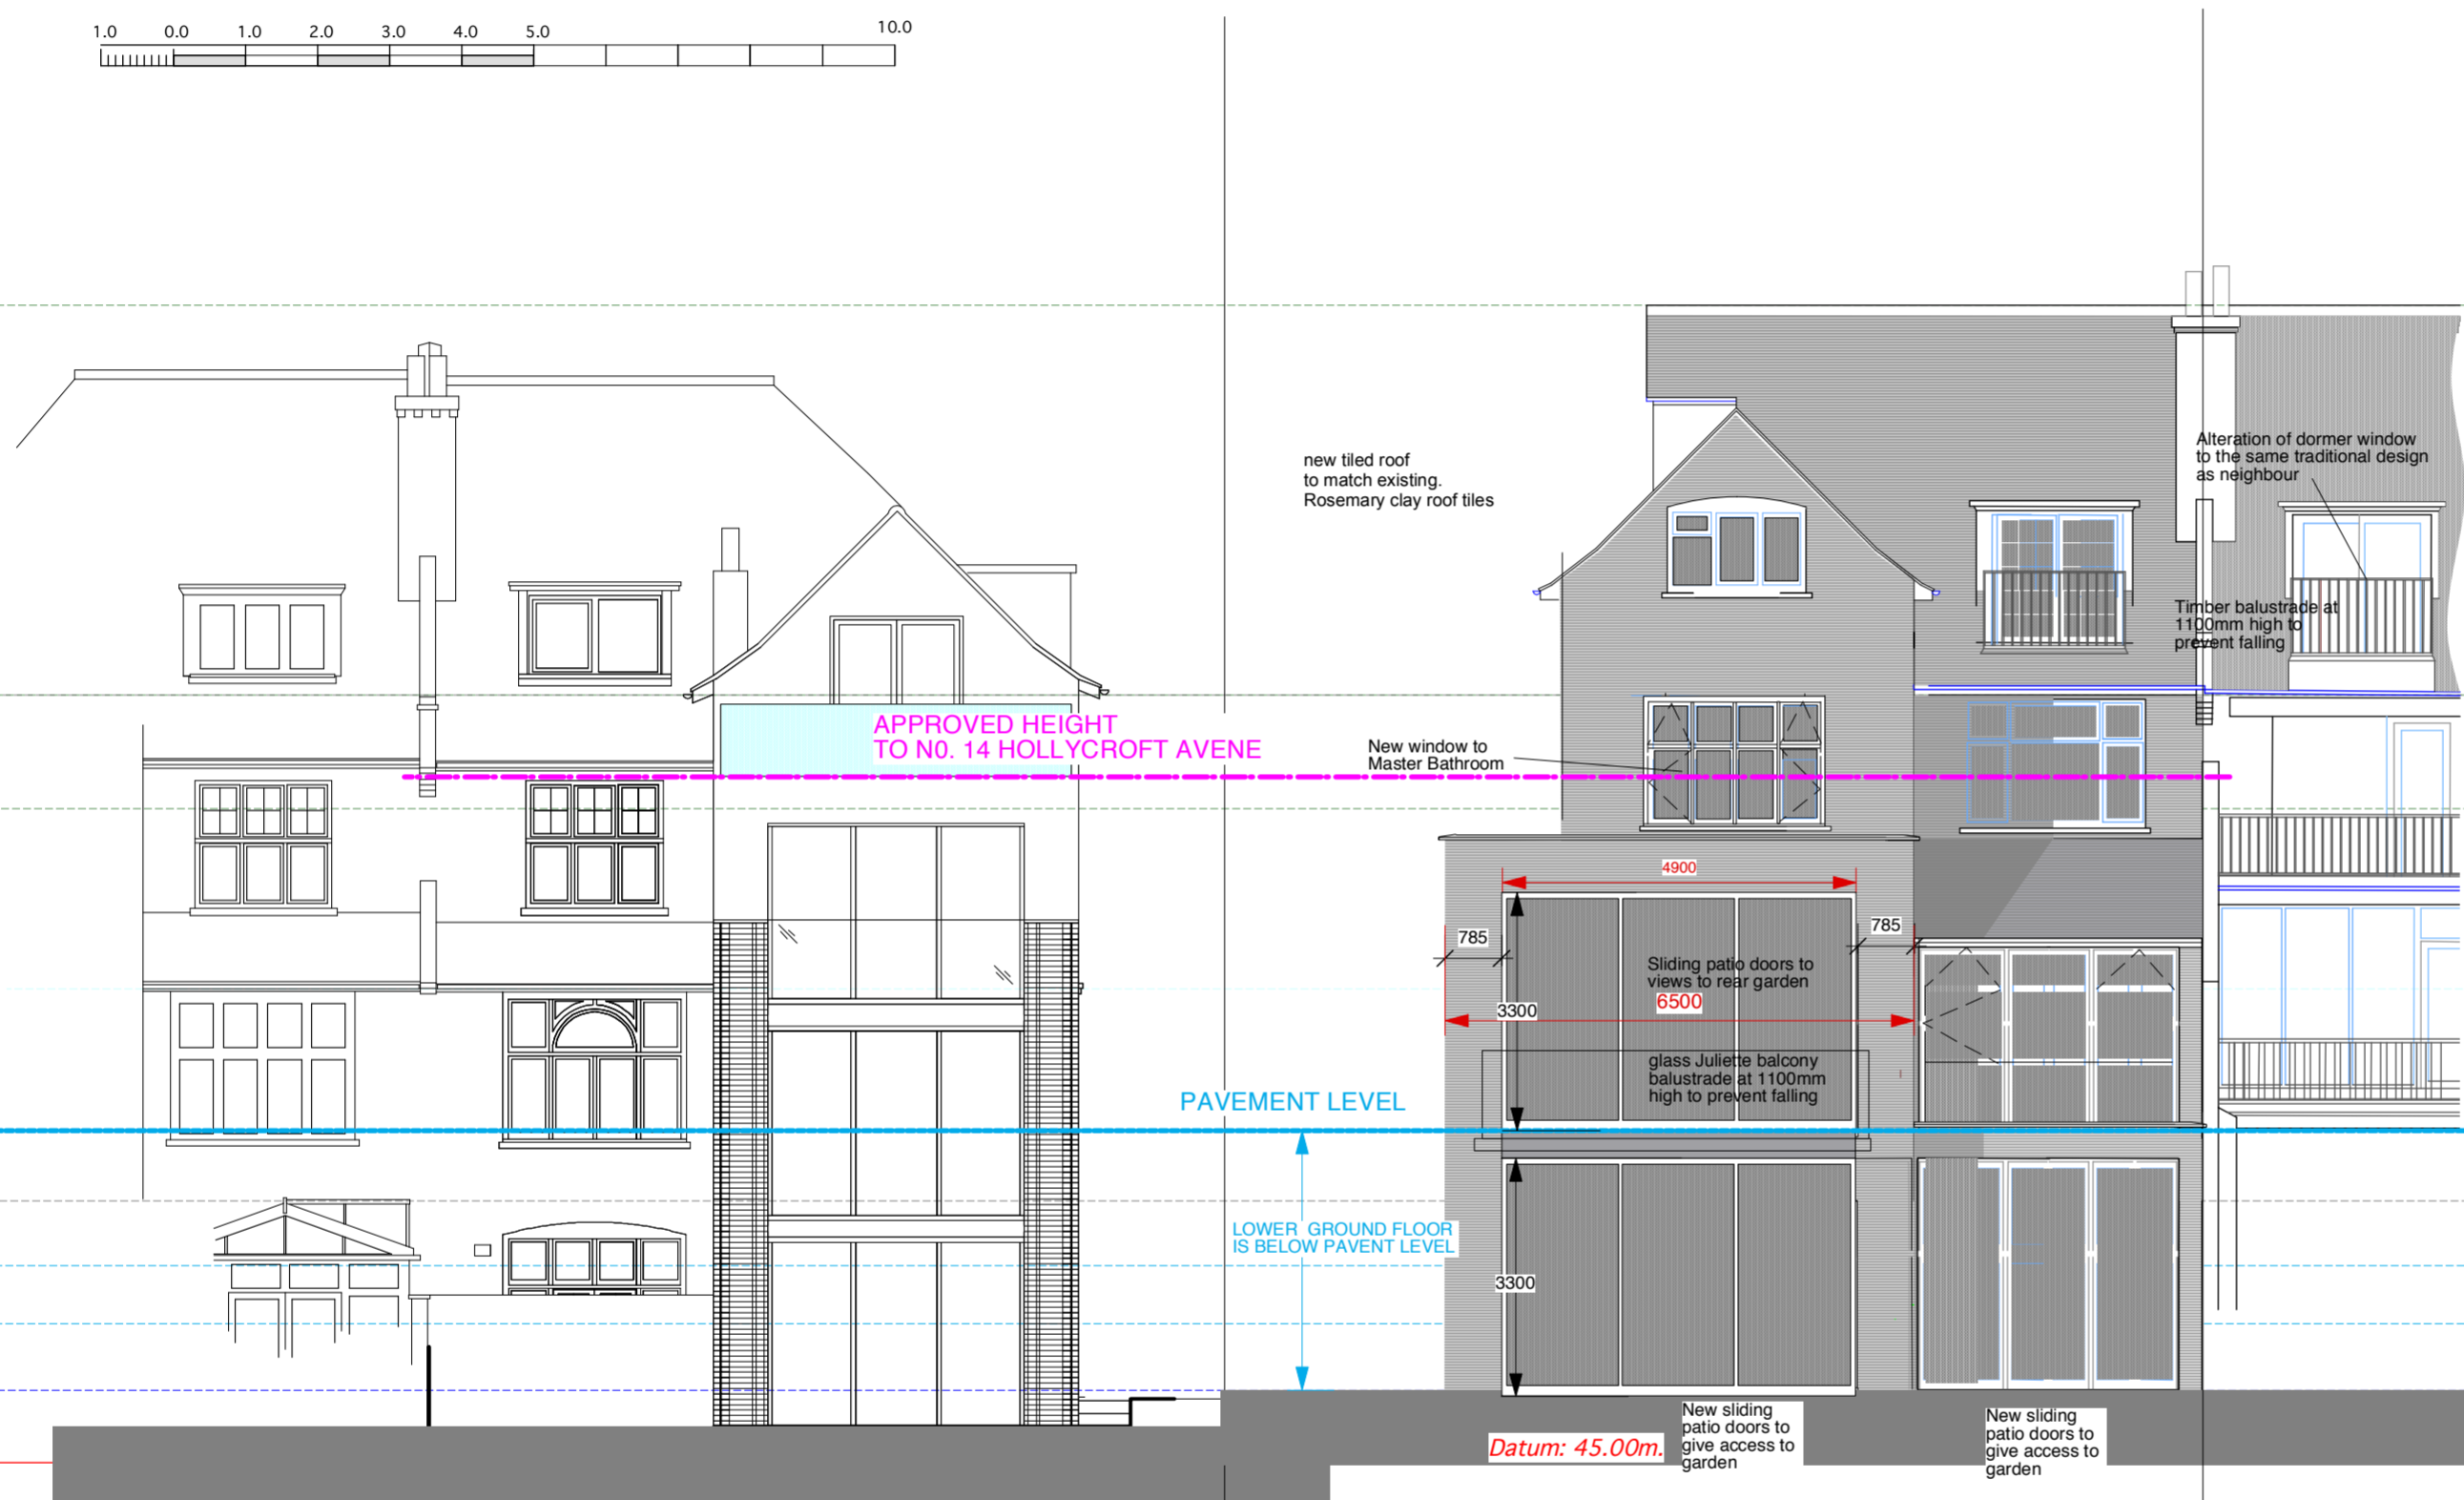 1.0 0.0 1.0 2.0 3.0 4.0 5.0 10.0
new tiled roof
to match existing.
Rosemary clay roof tiles
Alteration of dormer window
to the same traditional design
as neighbour
Timber balustrade at
1100mm high to
prevent falling
APPROVED HEIGHT
TO N0. 14 HOLLYCROFT AVENE
New window to
Master Bathroom
4900
785
785
Sliding patio doors to
views to rear garden
6500
3300
glass Juliette balcony
balustrade at 1100mm
high to prevent falling
PAVEMENT LEVEL
LOWER GROUND FLOOR
IS BELOW PAVENT LEVEL
3300
Datum: 45.00m.
New sliding
patio doors to
give access to
garden
New sliding
patio doors to
give access to
garden